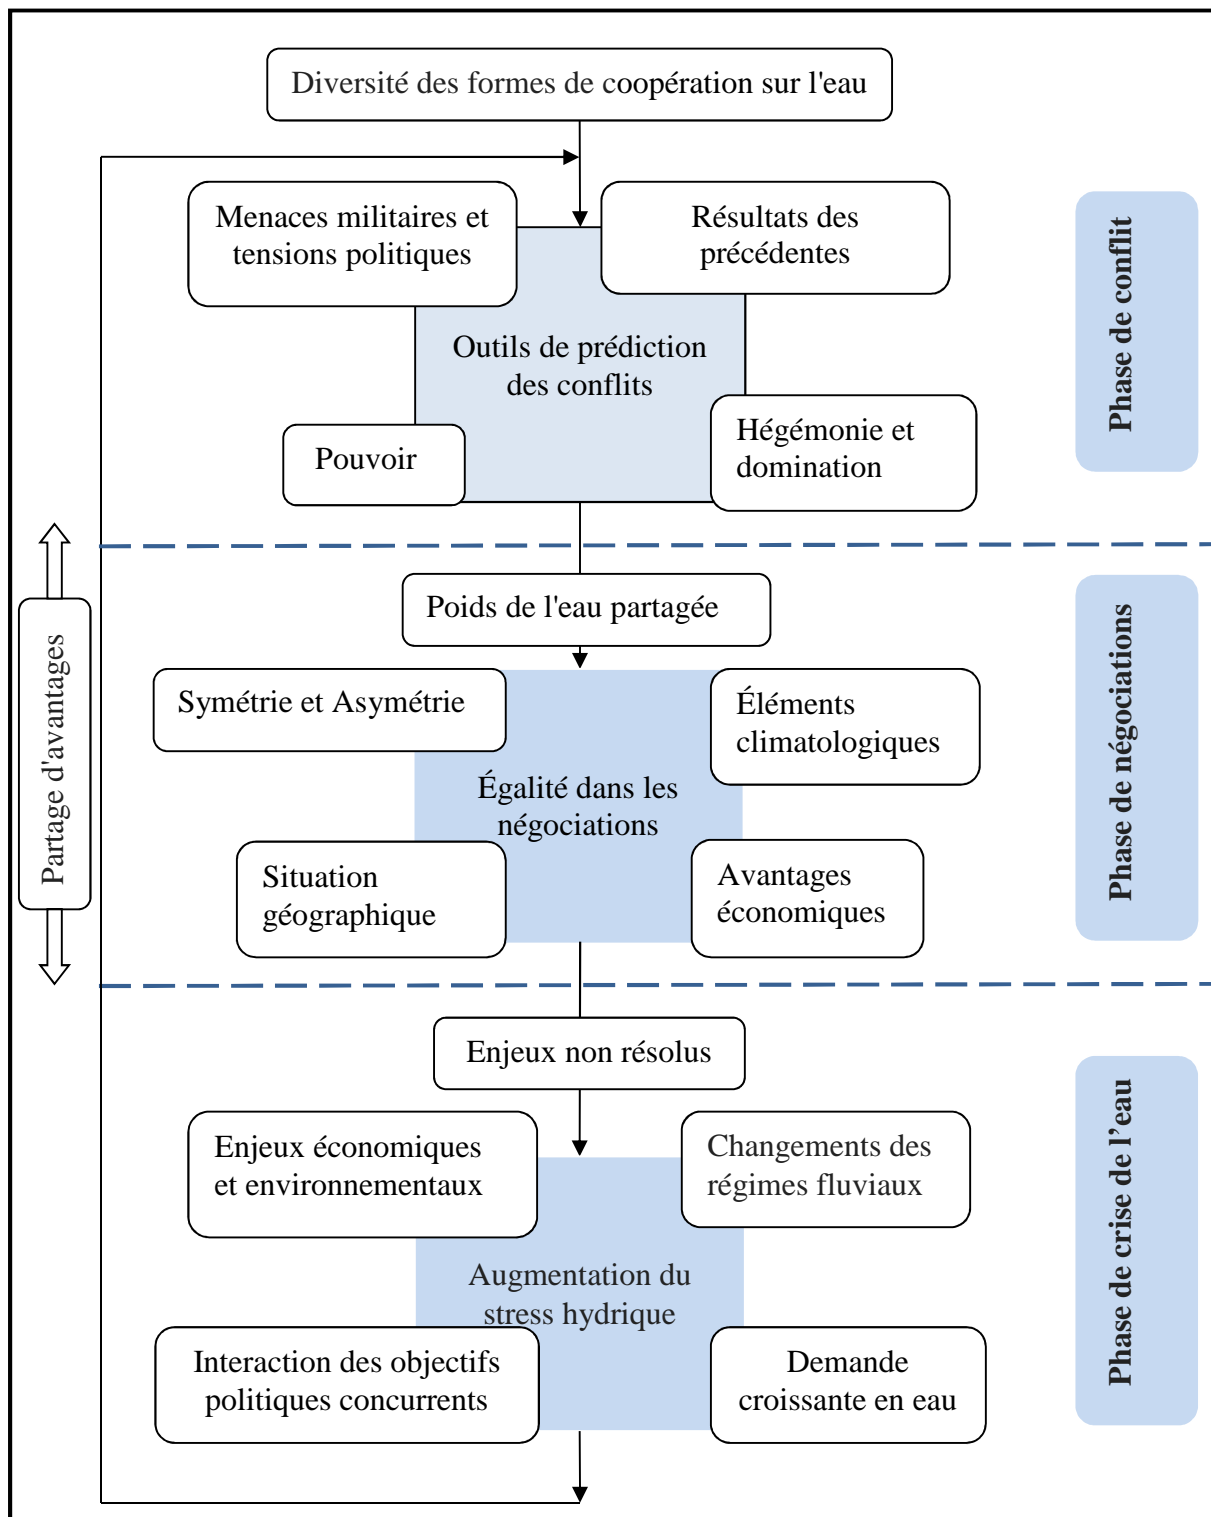 Diversité des formes de coopération sur l'eau
Menaces militaires et
tensions politiques
Résultats des
précédentes
Outils de prédiction
des conflits
Pouvoir
Hégémonie et
domination
Phase de conflit
Partage d'avantages
Poids de l'eau partagée
Symétrie et Asymétrie
Éléments
climatologiques
Égalité dans les
négociations
Situation
géographique
Avantages
économiques
Phase de négociations
Enjeux non résolus
Enjeux économiques
et environnementaux
Changements des
régimes fluviaux
Augmentation du
stress hydrique
Interaction des objectifs
politiques concurrents
Demande
croissante en eau
Phase de crise de l’eau